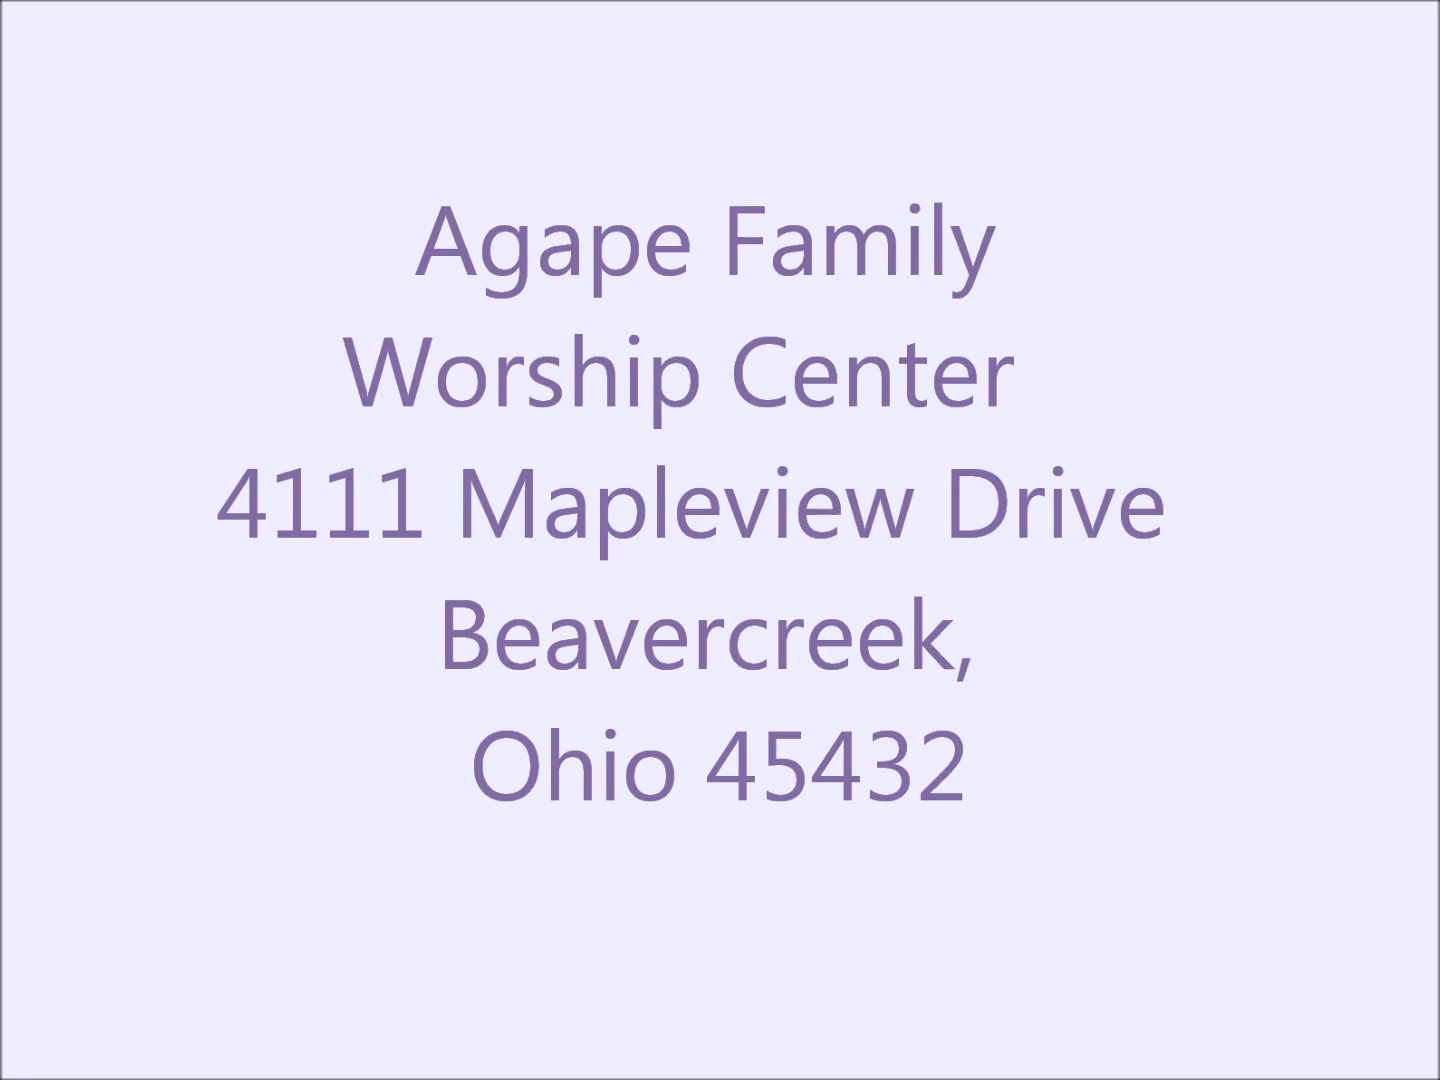 Agape Family
Worship Center
4111 Mapleview Drive
Beavercreek,
Ohio 45432